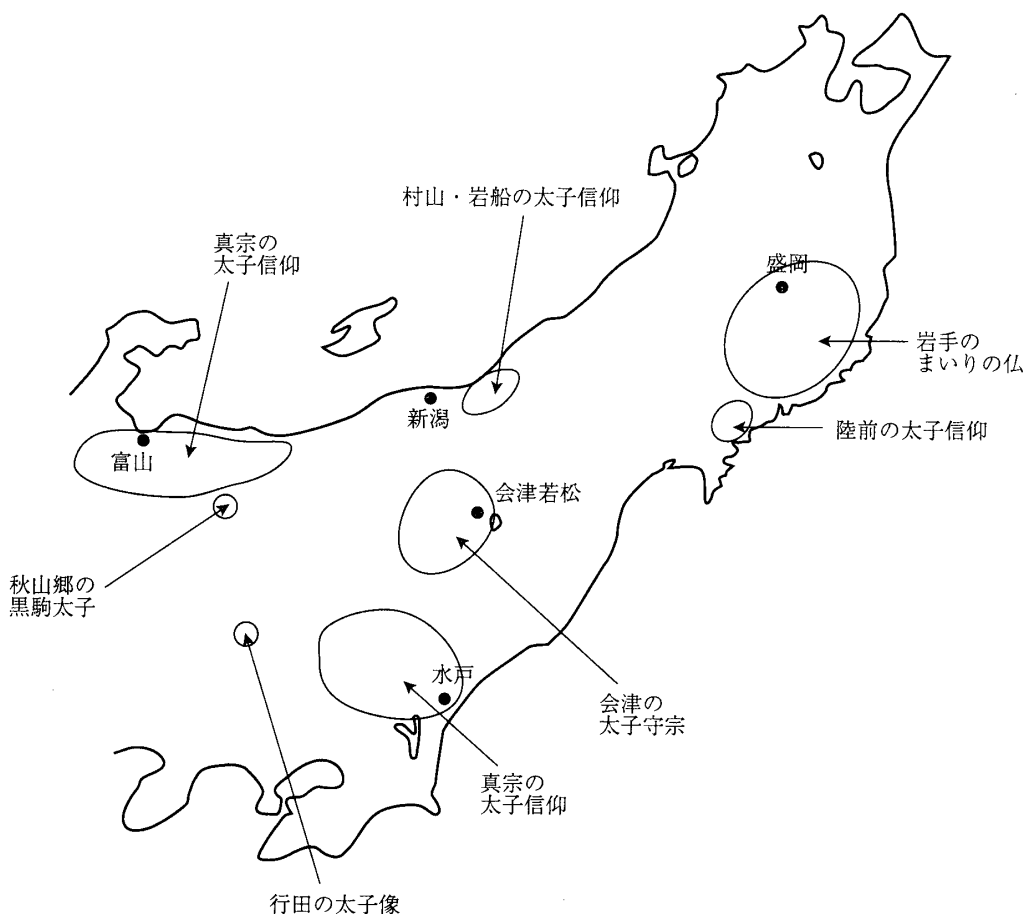 村山・岩船の太子信仰
真宗の
太子信仰
盛岡
岩手の
まいりの仏
新潟
陸前の太子信仰
富山
会津若松
秋山郷の
黒駒太子
水戸
会津の
太子守宗
真宗の
太子信仰
行田の太子像